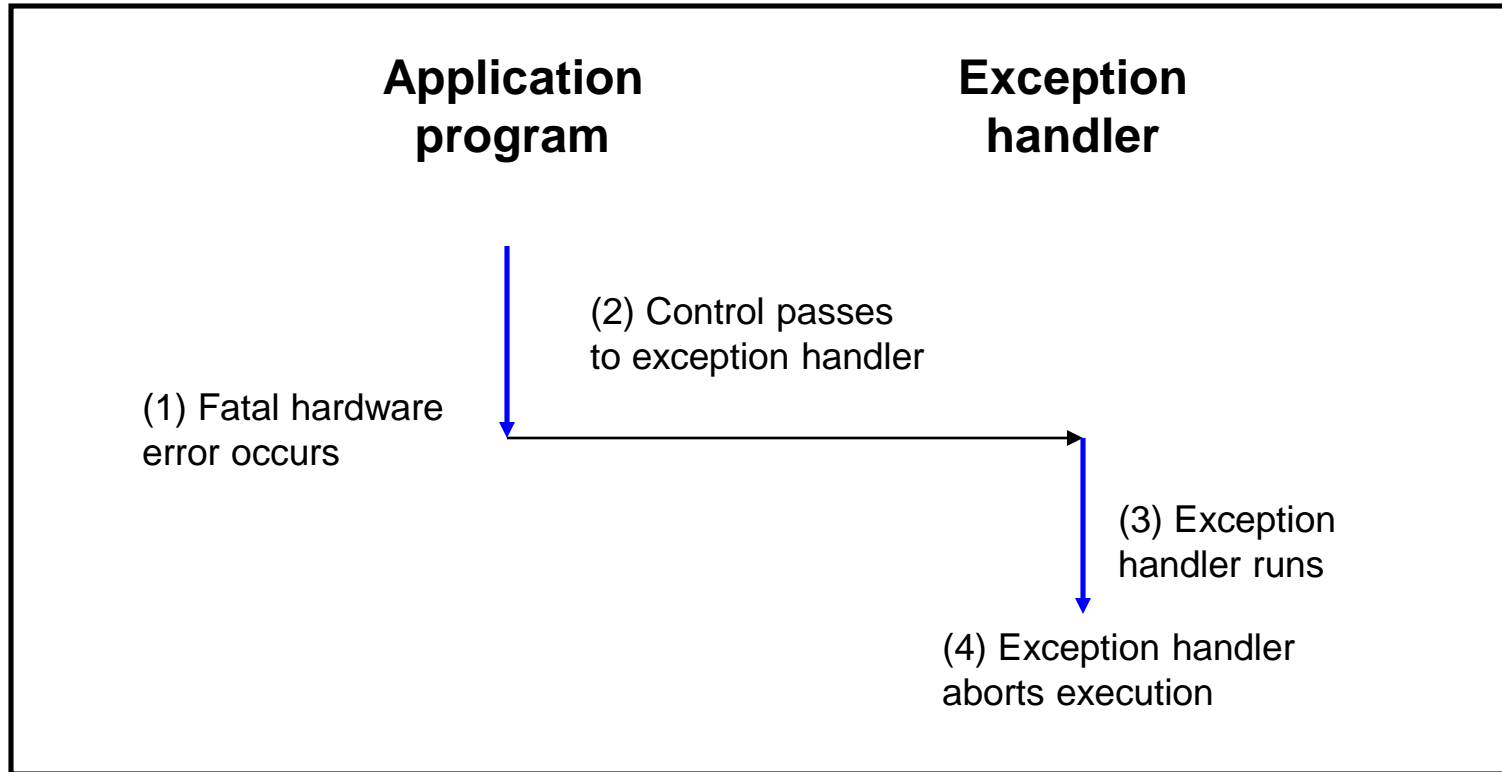 Application
program
Exception
handler
(2) Control passes
to exception handler
(1) Fatal hardware
error occurs
(3) Exception
handler runs
(4) Exception handler
aborts execution